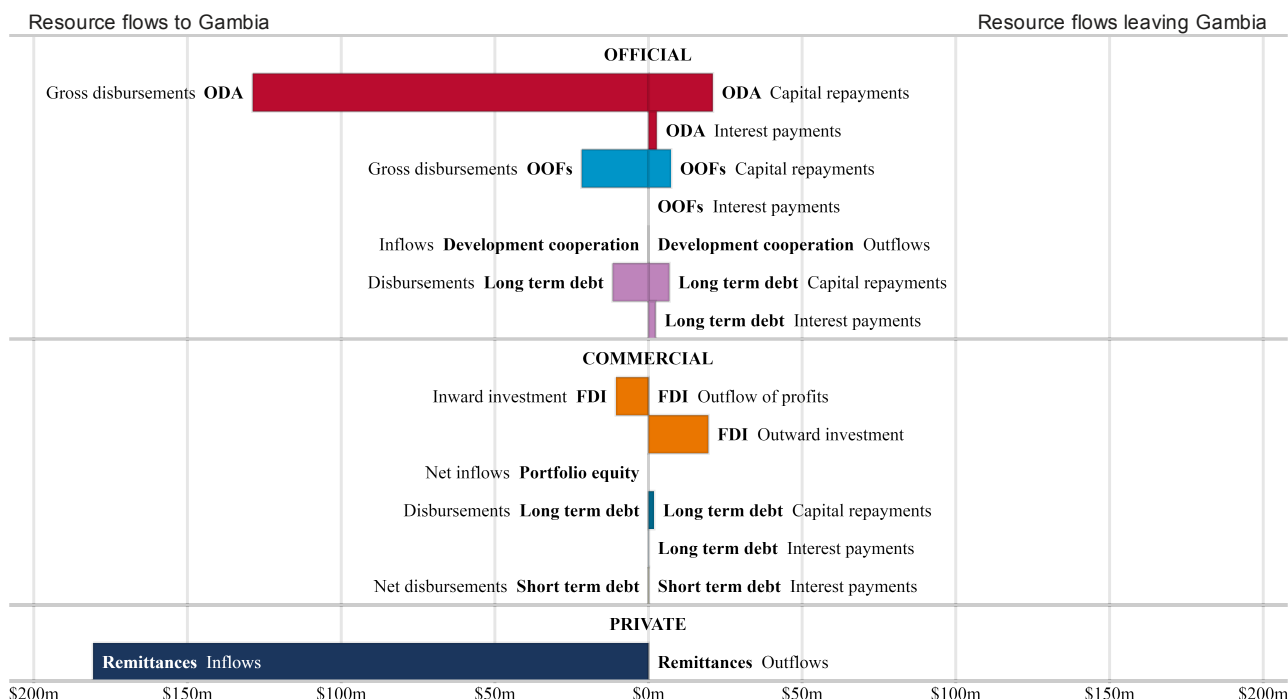 Resource flows to Gambia Resource flows leaving Gambia
OFFICIAL
Gross disbursements ODA ODA Capital repayments
ODA Interest payments
Gross disbursements OOFs OOFs Capital repayments
OOFs Interest payments
Inflows Development cooperation Development cooperation Outflows
Disbursements Long term debt Long term debt Capital repayments
Long term debt Interest payments
COMMERCIAL
Inward investment FDI FDI Outflow of profits
FDI Outward investment
Net inflows Portfolio equity
Disbursements Long term debt Long term debt Capital repayments
Long term debt Interest payments
Net disbursements Short term debt Short term debt Interest payments
PRIVATE
Remittances Inflows Remittances Outflows
$200m $150m $100m $50m $0m $50m $100m $150m $200m